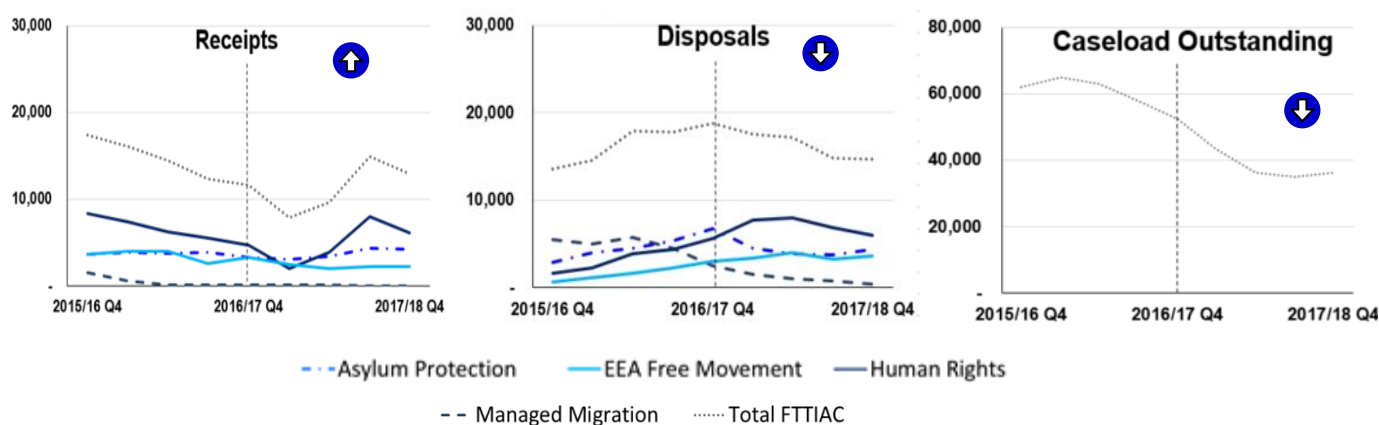 Receipts
30,000
20,000
10,000
-
2015/16 Q4 2016/17 Q4 2017/18 Q4
Disposals
30,000
20,000
10,000
-
2015/16 Q4 2016/17 Q4 2017/18 Q4
Caseload Outstanding
80,000
60,000
40,000
20,000
-
2015/16 Q4 2016/17 Q4 2017/18 Q4
Asylum Protection EEA Free Movement Human Rights
Managed Migration Total FTTIAC